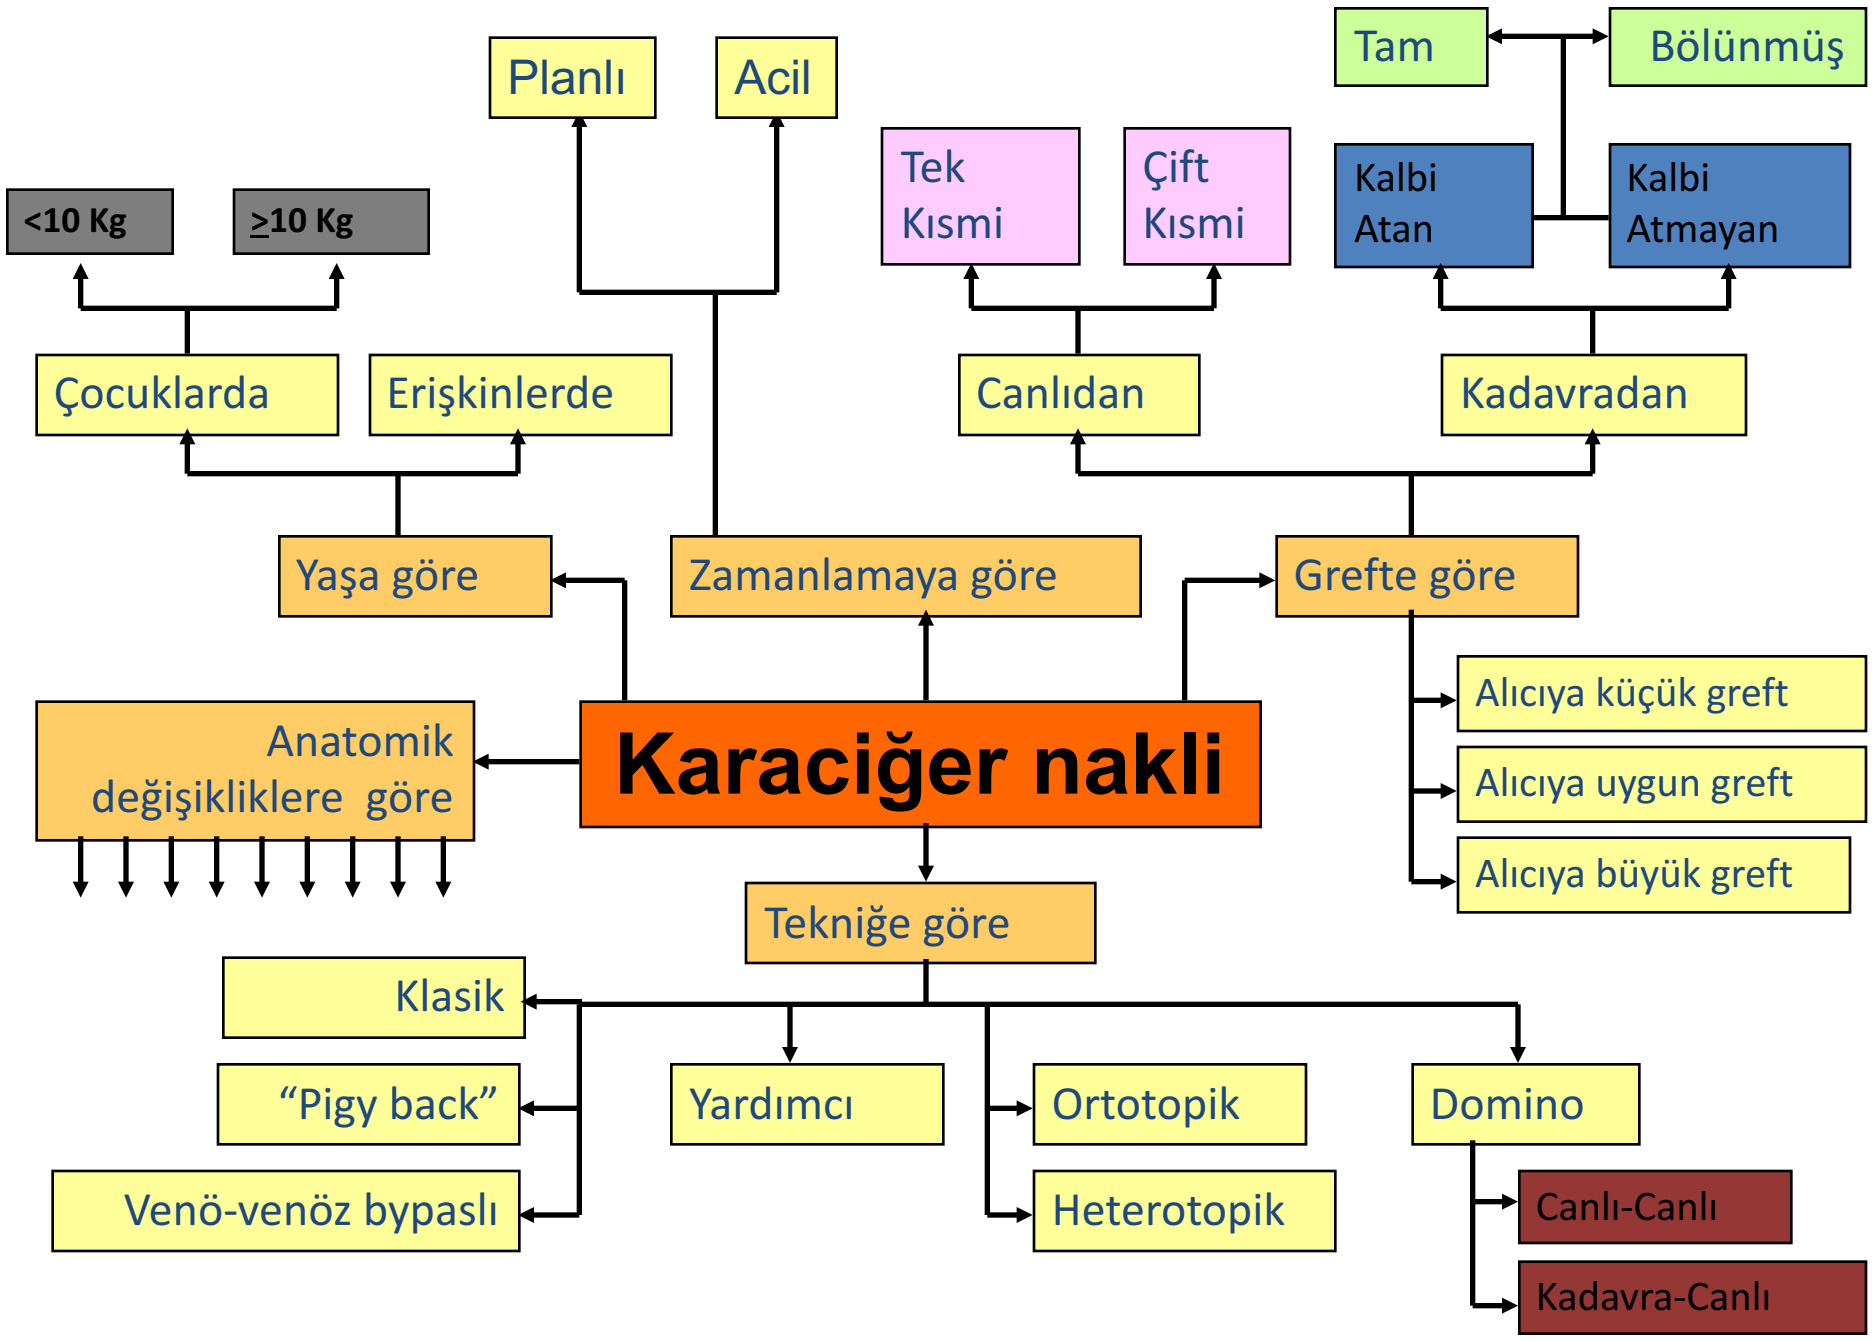 Tam
Bölünmüş
Planlı
Acil
Tek
Kısmi
Çift
Kısmi
Kalbi
Atan
Kalbi
Atmayan
<10 Kg
≥10 Kg
Çocuklarda
Erişkinlerde
Canlıdan
Kadavradan
Yaşa göre
Zamanlamaya göre
Grefte göre
Alıcıya küçük greft
Alıcıya uygun greft
Alıcıya büyük greft
Anatomik
değişikliklere göre
Karaciğer nakli
Tekniğe göre
Klasik
“Pigy back”
Venö-venöz bypaslı
Yardımcı
Ortotopik
Heterotopik
Domino
Canlı-Canlı
Kadavra-Canlı